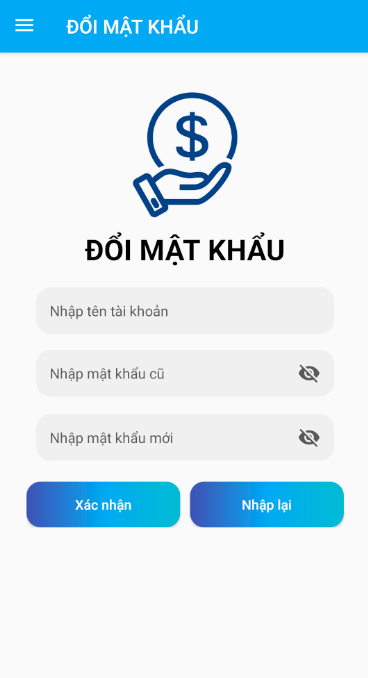 ĐỔI MẬT KHẨU
$
ĐỔI MẬT KHẨU
Nhập tên tài khoản
Nhập mật khẩu cũ
Nhập mật khẩu mới
Xác nhận
Nhập lại